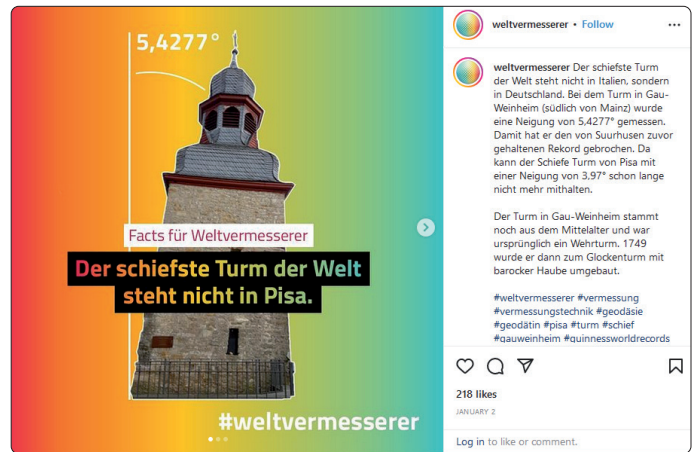 5,4277°
Facts für Weltvermesserer
Der schiefste Turm der Welt
steht nicht in Pisa.
#weltvermesserer
weltvermesserer • Follow
weltvermesserer Der schiefste Turm
der Welt steht nicht in Italien, sondern
in Deutschland. Bei dem Turm in Gau-
Weinheim (südlich von Mainz) wurde
eine Neigung von 5,4277° gemessen.
Damit hat er den von Suurhusen zuvor
gehaltenen Rekord gebrochen. Da
kann der Schiefe Turm von Pisa mit
einer Neigung von 3,97° schon lange
nicht mehr mithalten.
Der Turm in Gau-Weinheim stammt
noch aus dem Mittelalter und war
ursprünglich ein Wehrturm. 1749
wurde er dann zum Glockenturm mit
barocker Haube umgebaut.
#weltvermesserer #vermessung
#vermessungstechnik #geodäsie
#geodätin #pisa #turm #schief
#gauweinheim #guinnessworldrecords
218 likes
JANUARY 2
Log in to like or comment.